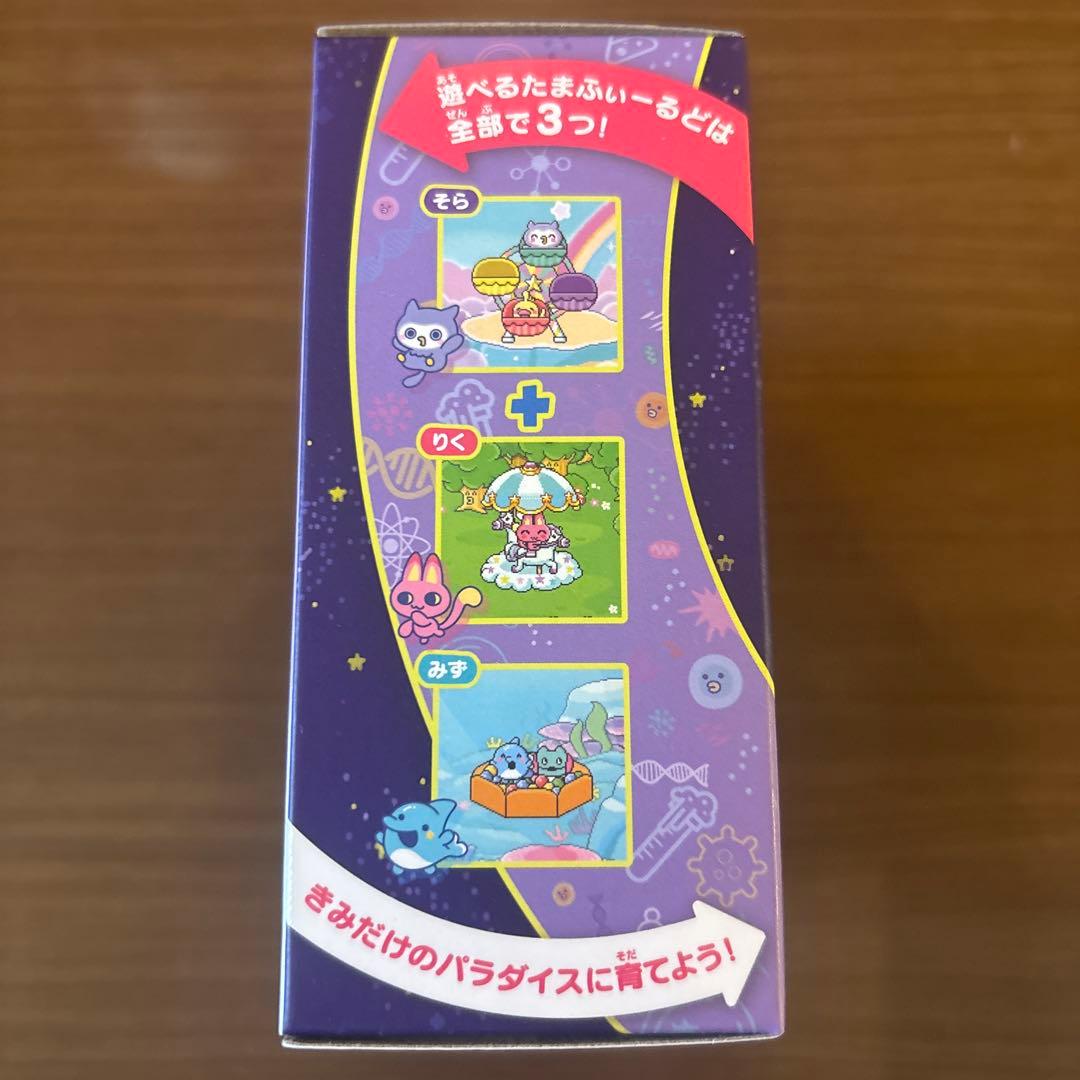 遊べるたまふぃーるどは
全部で3つ!
そら
りく
みず
きみだけのパラダイスに育てよう!